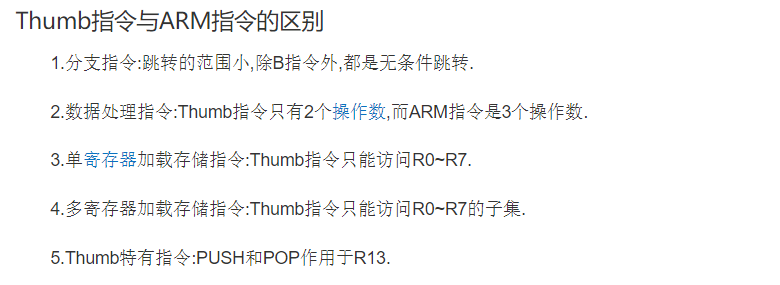 Thumb指令与ARM指令的区别
1.分支指令:跳转的范围小,除B指令外,都是无条件跳转.
2.数据处理指令:Thumb指令只有2个操作数,而ARM指令是3个操作数.
3.单寄存器加载存储指令:Thumb指令只能访问R0~R7.
4.多寄存器加载存储指令:Thumb指令只能访问R0~R7的子集.
5.Thumb特有指令:PUSH和POP作用于R13.